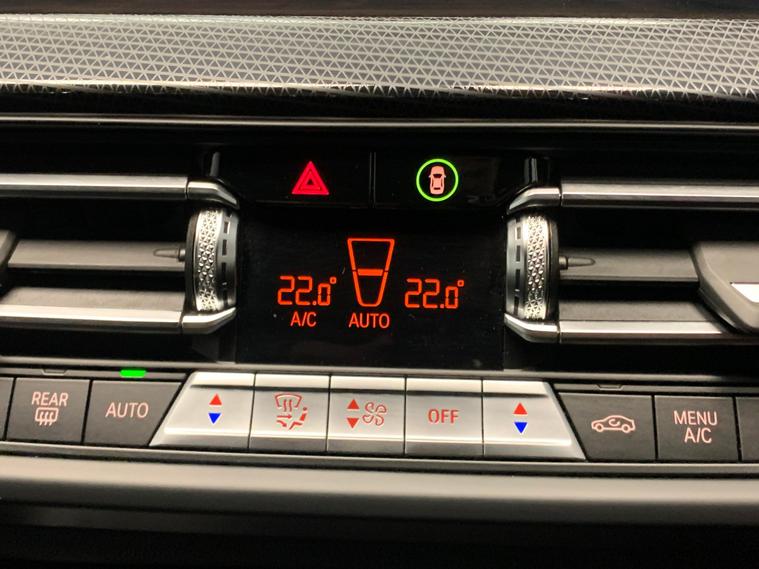 22.0° 22.0°
A/C AUTO
REAR AUTO OFF MENU
A/C